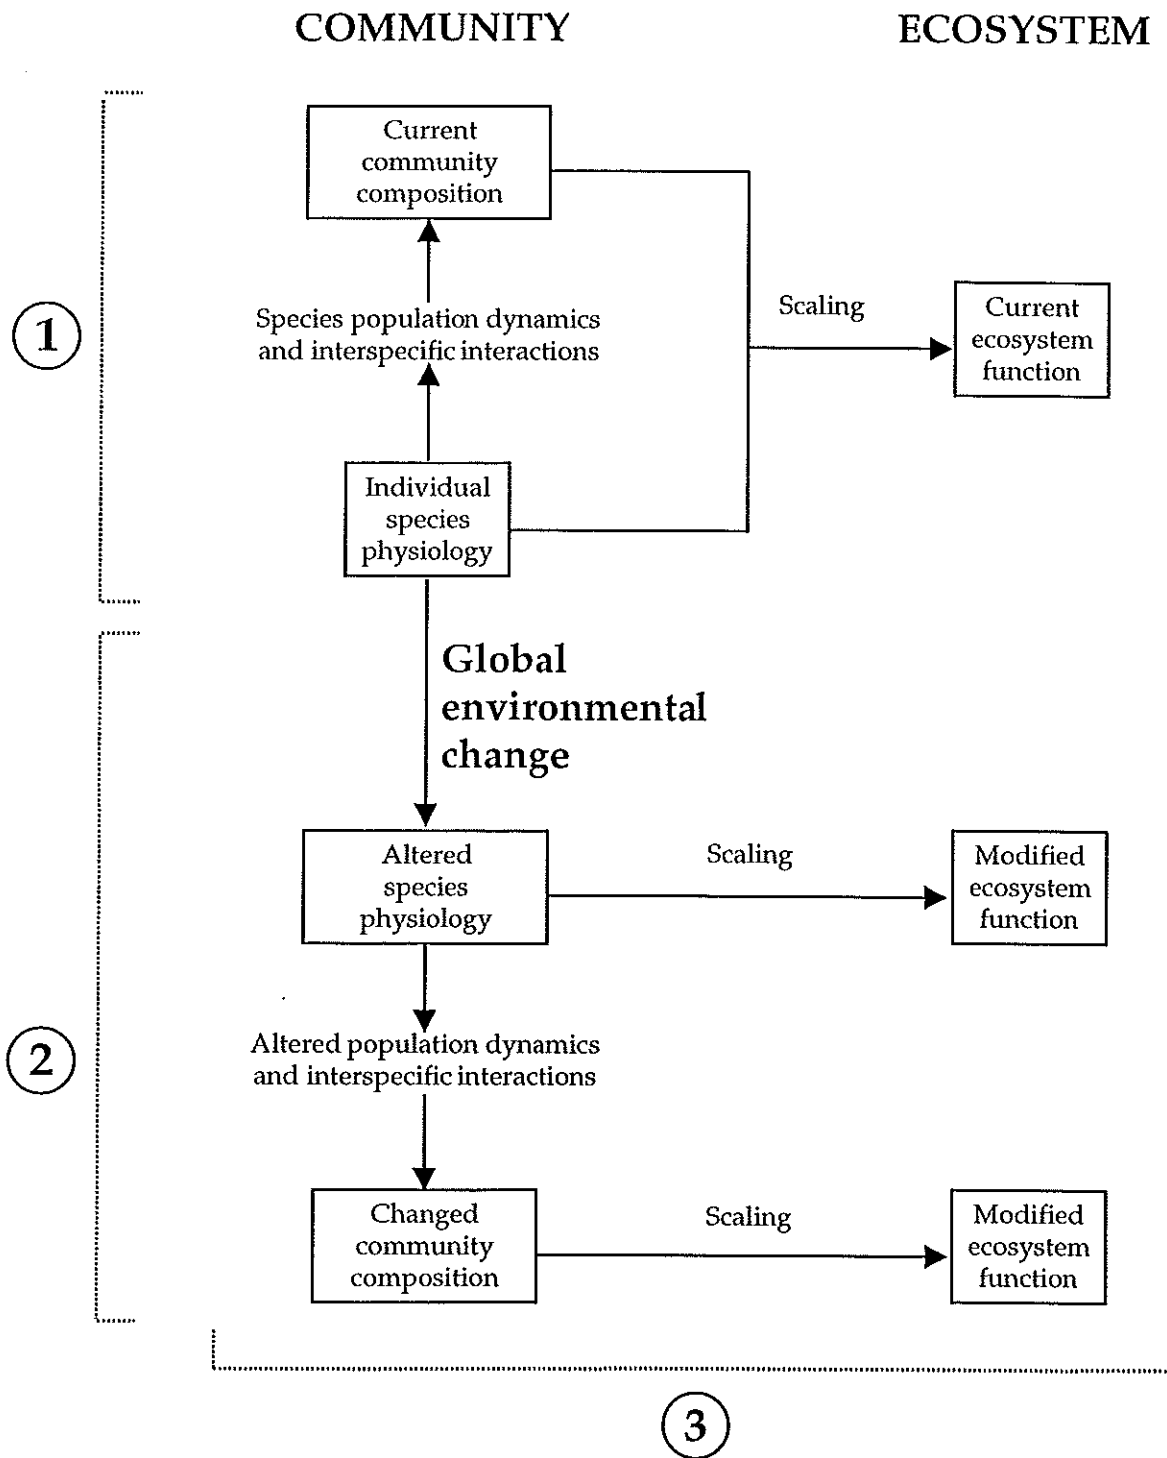 COMMUNITY
ECOSYSTEM
Current
community
composition
Species population dynamics
and interspecific interactions
1
Scaling
Current
ecosystem
function
Individual
species
physiology
Global
environmental
change
Altered
species
physiology
Scaling
Modified
ecosystem
function
2
Altered population dynamics
and interspecific interactions
Changed
community
composition
Scaling
Modified
ecosystem
function
3